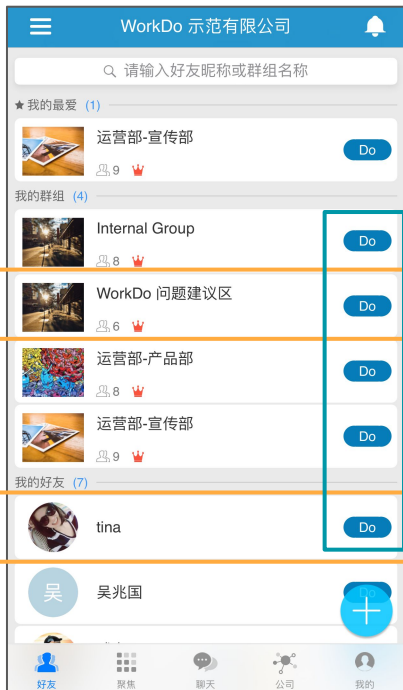 WorkDo 示范有限公司
请输入好友昵称或群组名称
★我的最爱 (1)
运营部-宣传部
Do
9
我的群组 (4)
Internal Group
Do
8
WorkDo 问题建议区
Do
6
运营部-产品部
Do
8
运营部-宣传部
Do
9
我的好友 (7)
tina
Do
吴
吴兆国
Do
好友
聚焦
聊天
公司
我的